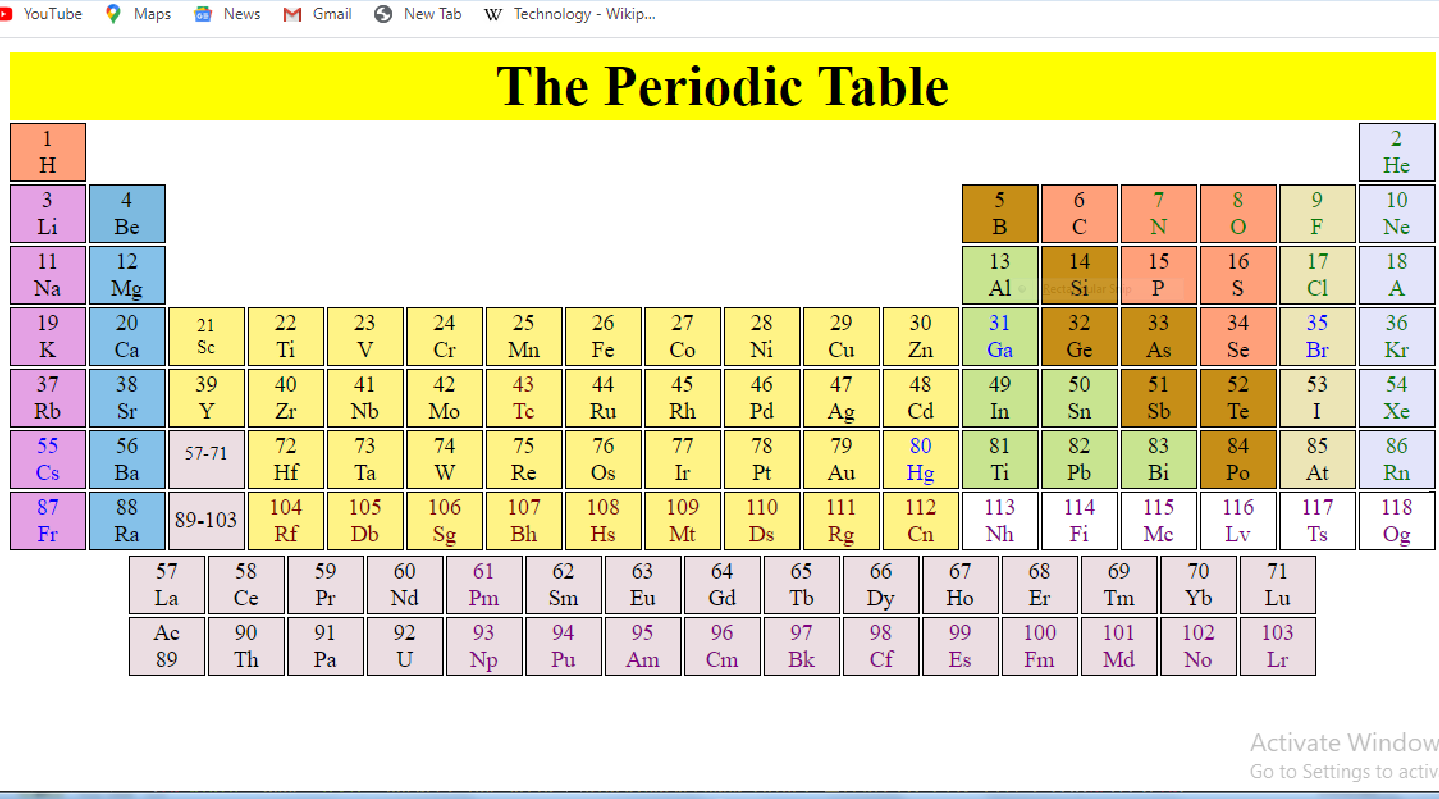 YouTube Maps News Gmail New Tab W Technology - Wikip...
The Periodic Table
1 2
H He
3 4 5 6 7 8 9 10
Li Be B C N O F Ne
11 12 13 14 15 16 17 18
Na Mg Al Si P S Cl A
Rectangular Snip
19 20 21 22 23 24 25 26 27 28 29 30 31 32 33 34 35 36
K Ca Sc Ti V Cr Mn Fe Co Ni Cu Zn Ga Ge As Se Br Kr
37 38 39 40 41 42 43 44 45 46 47 48 49 50 51 52 53 54
Rb Sr Y Zr Nb Mo Tc Ru Rh Pd Ag Cd In Sn Sb Te I Xe
55 56 57-71 72 73 74 75 76 77 78 79 80 81 82 83 84 85 86
Cs Ba Hf Ta W Re Os Ir Pt Au Hg Ti Pb Bi Po At Rn
87 88 89-103 104 105 106 107 108 109 110 111 112 113 114 115 116 117 118
Fr Ra Rf Db Sg Bh Hs Mt Ds Rg Cn Nh Fi Mc Lv Ts Og
57 58 59 60 61 62 63 64 65 66 67 68 69 70 71
La Ce Pr Nd Pm Sm Eu Gd Tb Dy Ho Er Tm Yb Lu
Ac 90 91 92 93 94 95 96 97 98 99 100 101 102 103
89 Th Pa U Np Pu Am Cm Bk Cf Es Fm Md No Lr
Activate Window
Go to Settings to activ